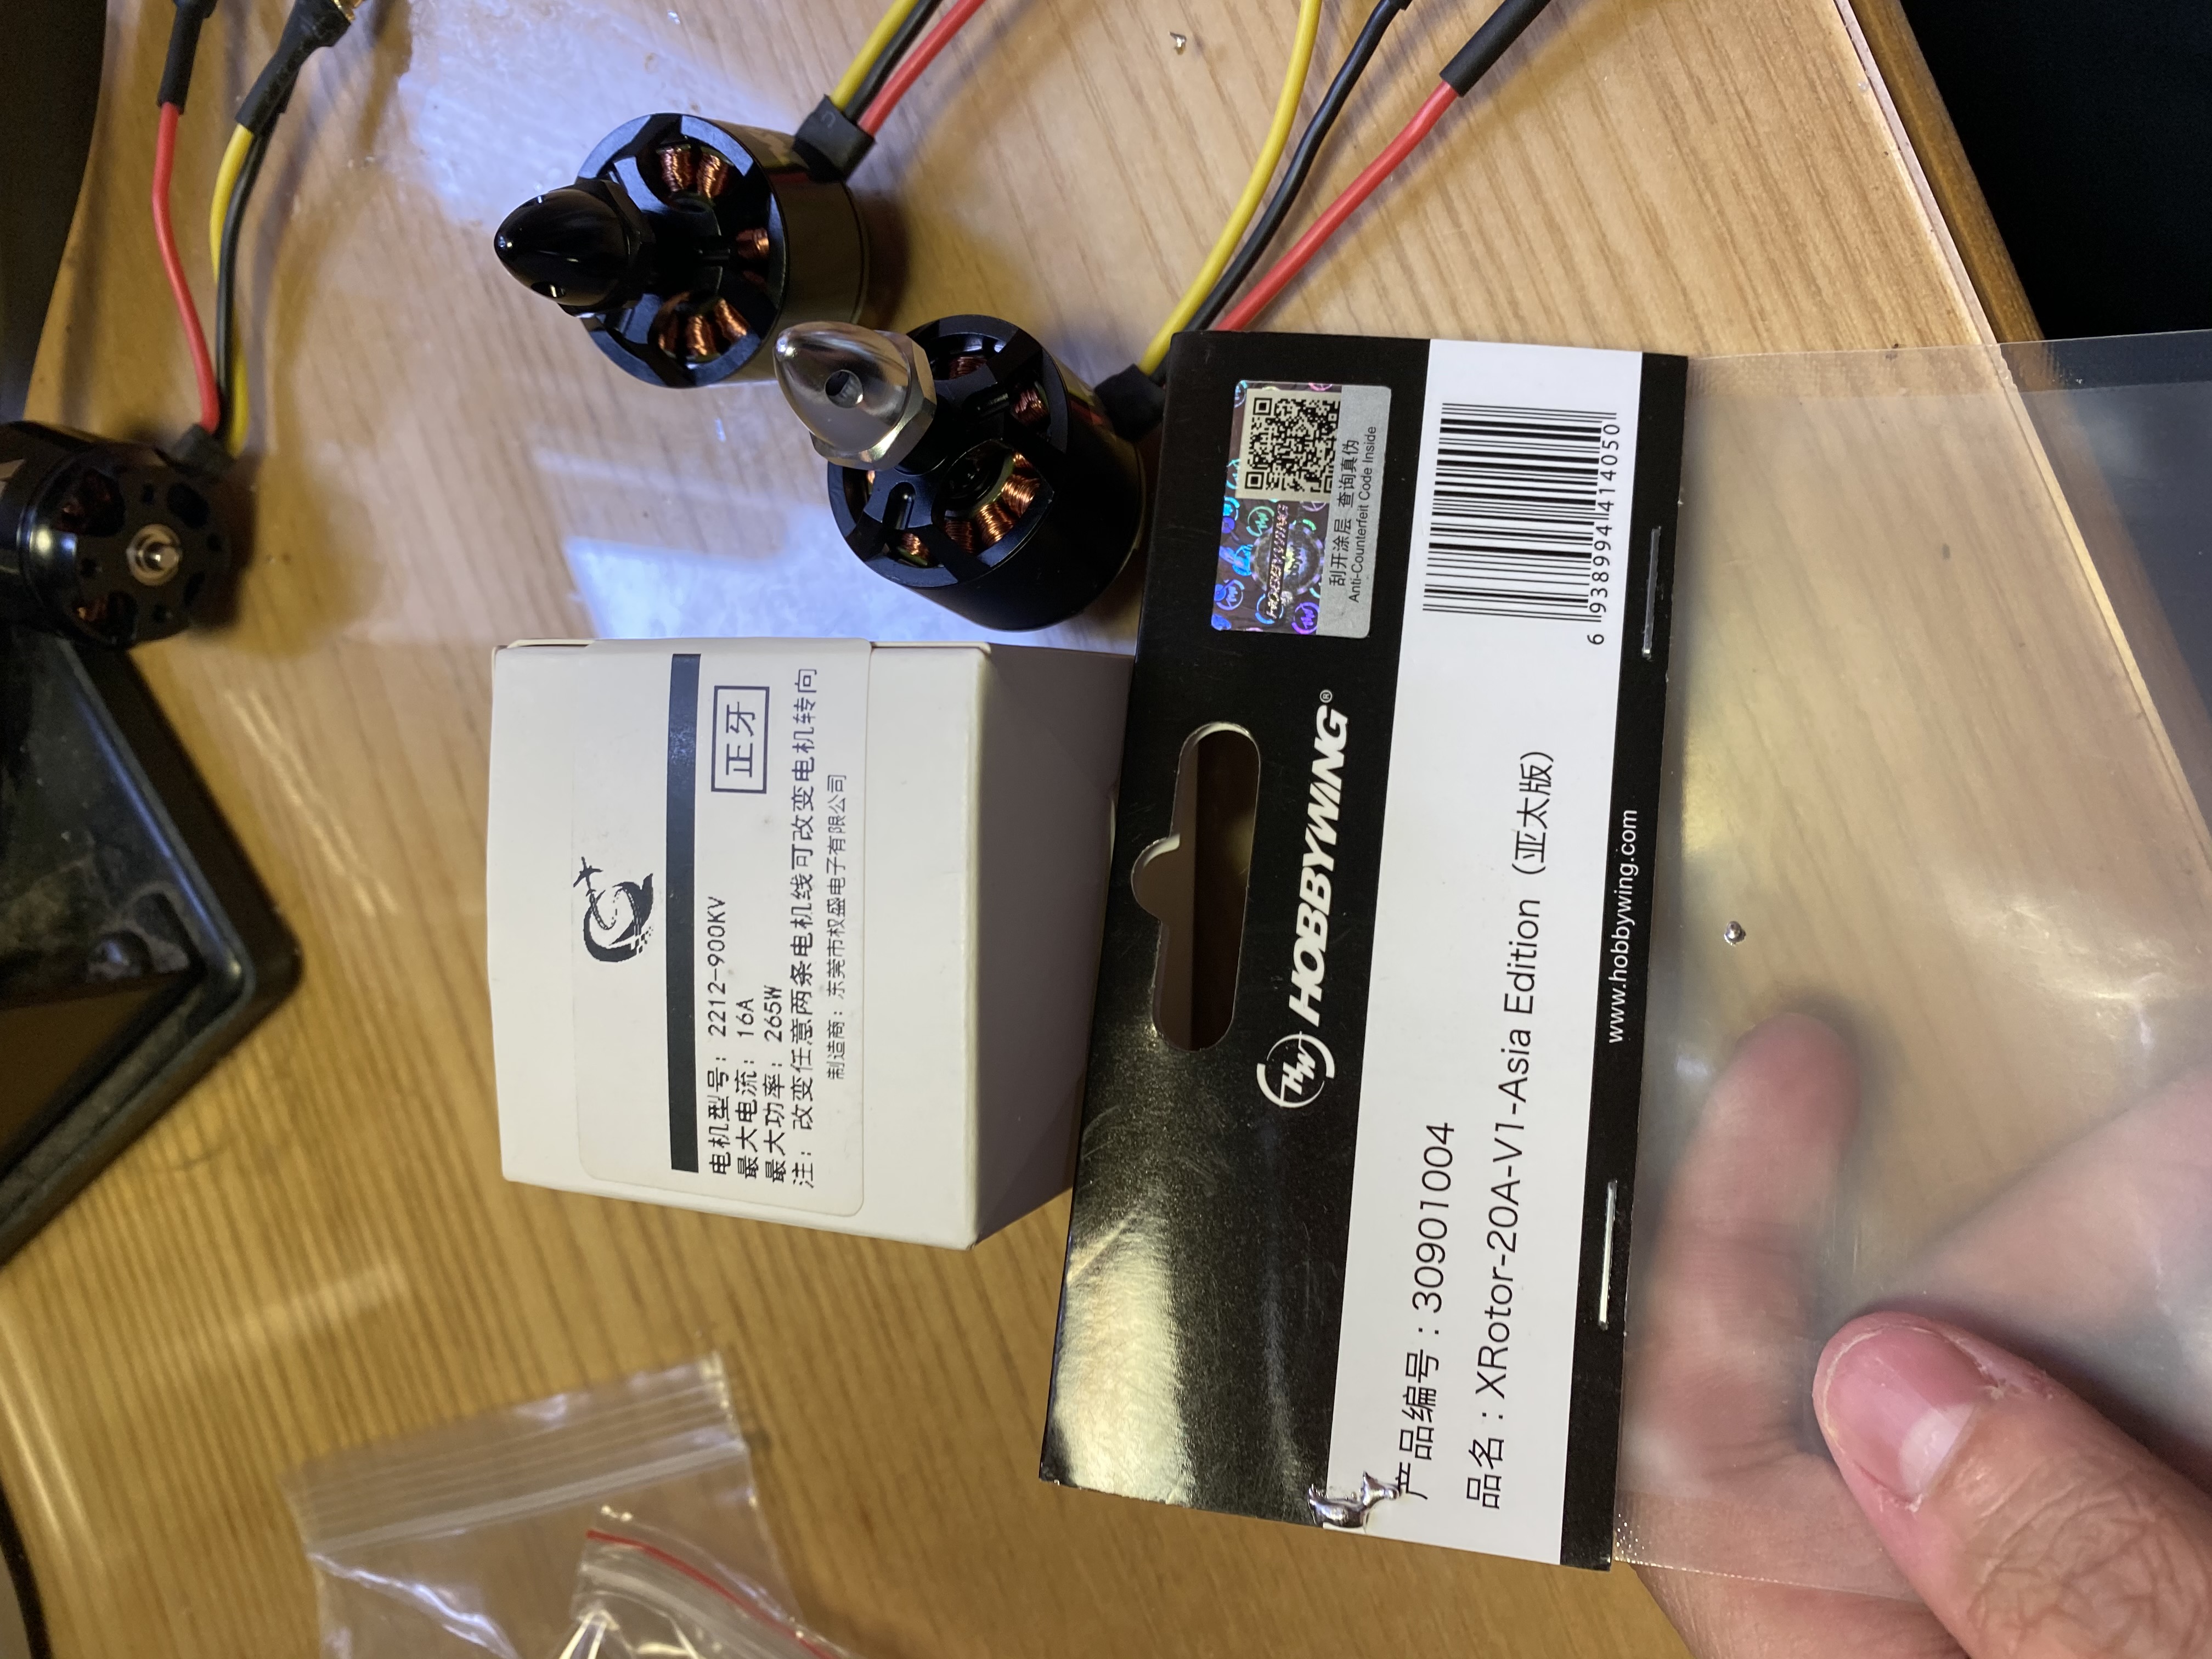 电机型号：2212-900KV
最大电流：16A
最大功率：265W
正牙
注：改变任意两条电机线可改变电机转向
制造商：东莞市权盛电子有限公司
HW HOBBYWING®
HOBBYWING
刮开涂层 查询真伪
Anti-Counterfeit Code Inside
产品编号：30901004
品名：XRotor-20A-V1-Asia Edition（亚太版）
6 938994 414050
www.hobbywing.com